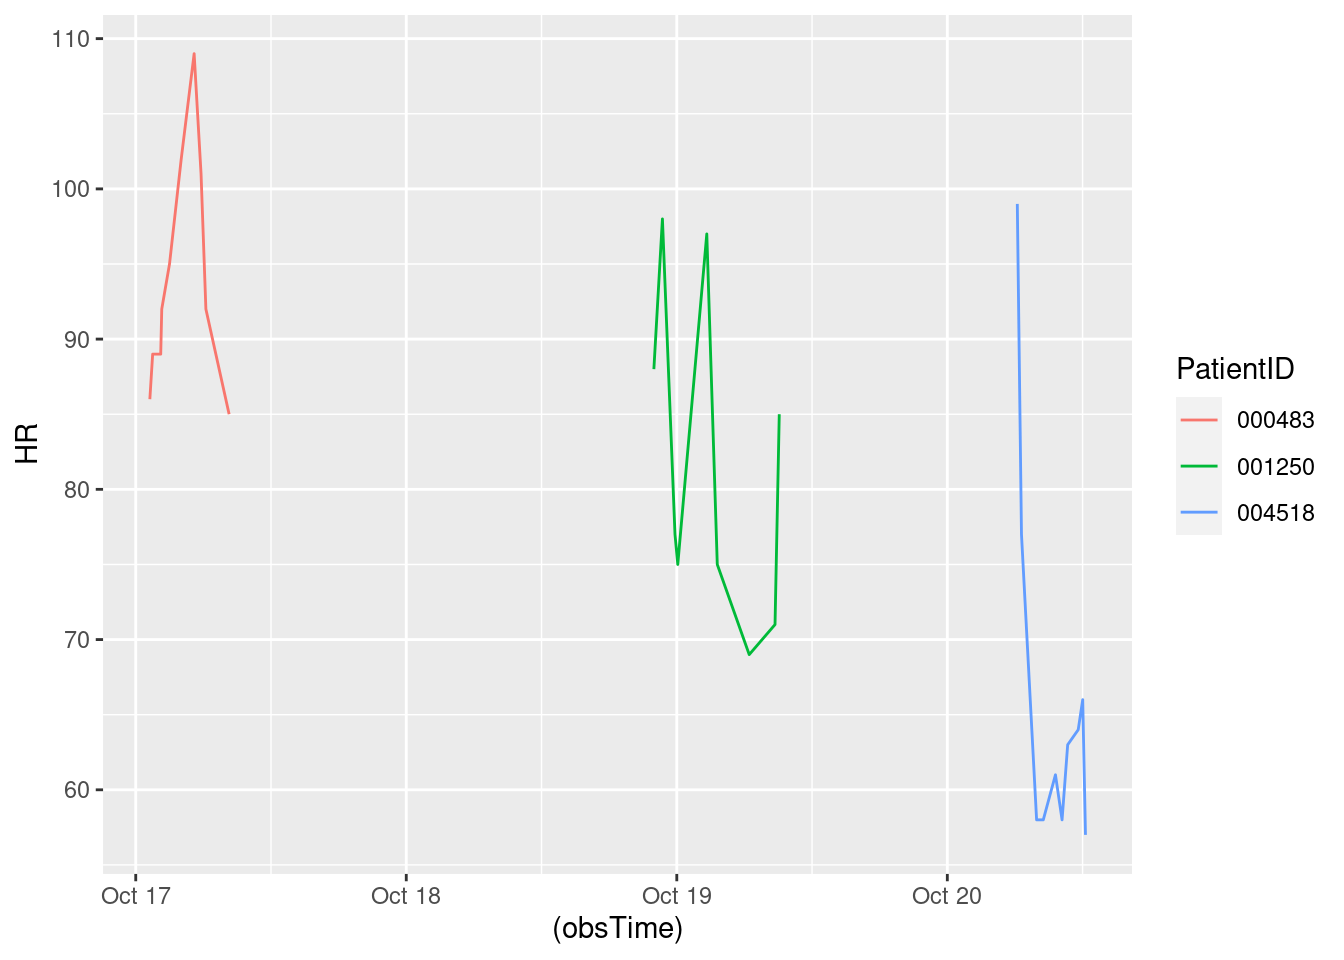 110
100
90
80
70
60
HR
Oct 17
Oct 18
Oct 19
Oct 20
(obsTime)
PatientID
000483
001250
004518